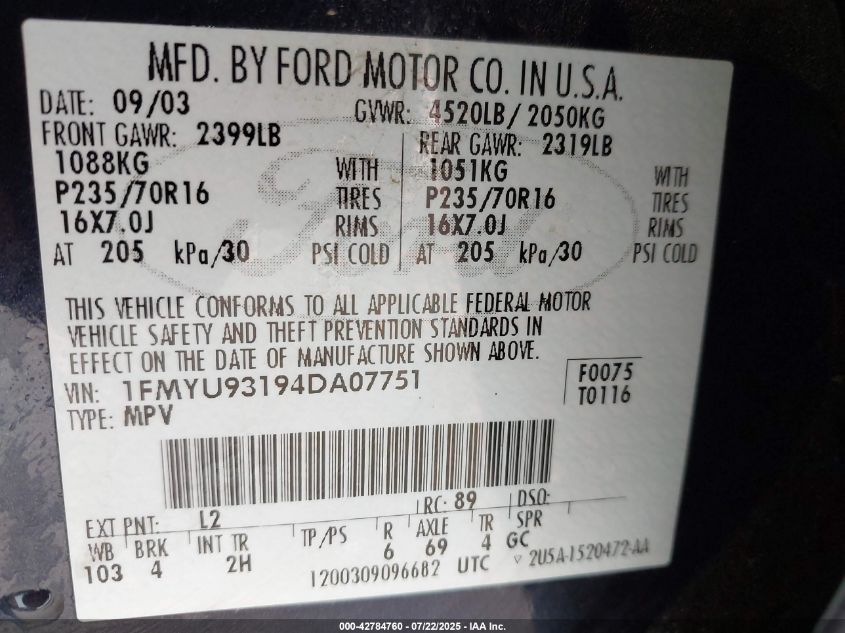 MFD. BY FORD MOTOR CO. IN U.S.A.
DATE: 09/03 GVWR: 4520LB/ 2050KG
FRONT GAWR: 2399LB REAR GAWR: 2319LB
1088KG WITH 1051KG WITH
P235/70R16 TIRES P235/70R16 TIRES
16X7.0J RIMS 16X7.0J RIMS
AT 205 kPa/30 PSI COLD AT 205 kPa/30 PSI COLD
Ford
THIS VEHICLE CONFORMS TO ALL APPLICABLE FEDERAL MOTOR
VEHICLE SAFETY AND THEFT PREVENTION STANDARDS IN
EFFECT ON THE DATE OF MANUFACTURE SHOWN ABOVE.
VIN: 1FMYU93194DA07751 F0075
TYPE: MPV T0116
EXT PNT: L2 RC: 89 DSO:
WB BRK INT TR TP/PS R AXLE TR SPR
103 4 2H 6 69 4 GC
1200309096682 UTC 2U5A-1520472-AA
000-42784760 - 07/22/2025 - IAA Inc.